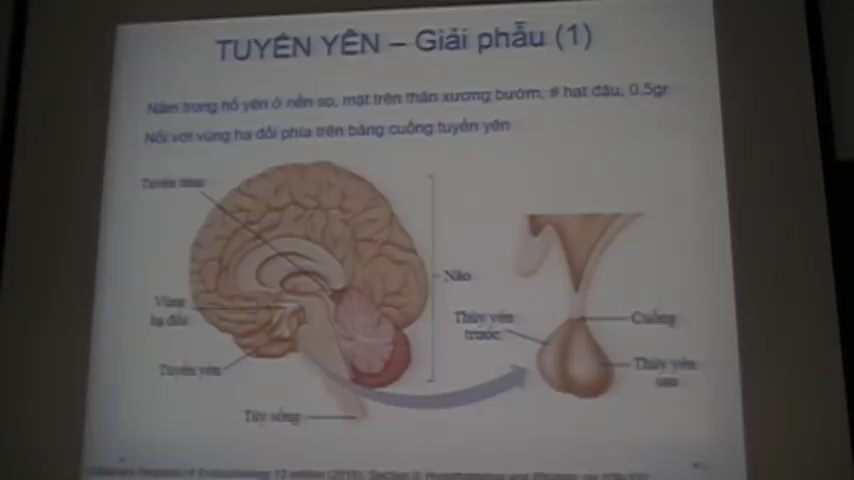 TUYẾN YÊN – Giải phẫu (1)
Nằm trong hố yên ở nền sọ, mặt trên thân xương bướm, # hạt đậu, 0,5gr
Nối với vùng hạ đồi phía trên bằng cuống tuyến yên
Tuyến tùng
Não
Vùng
hạ đồi
Thùy yên
trước
Cuống
Tuyến yên
Thùy yên
sau
Tủy sống